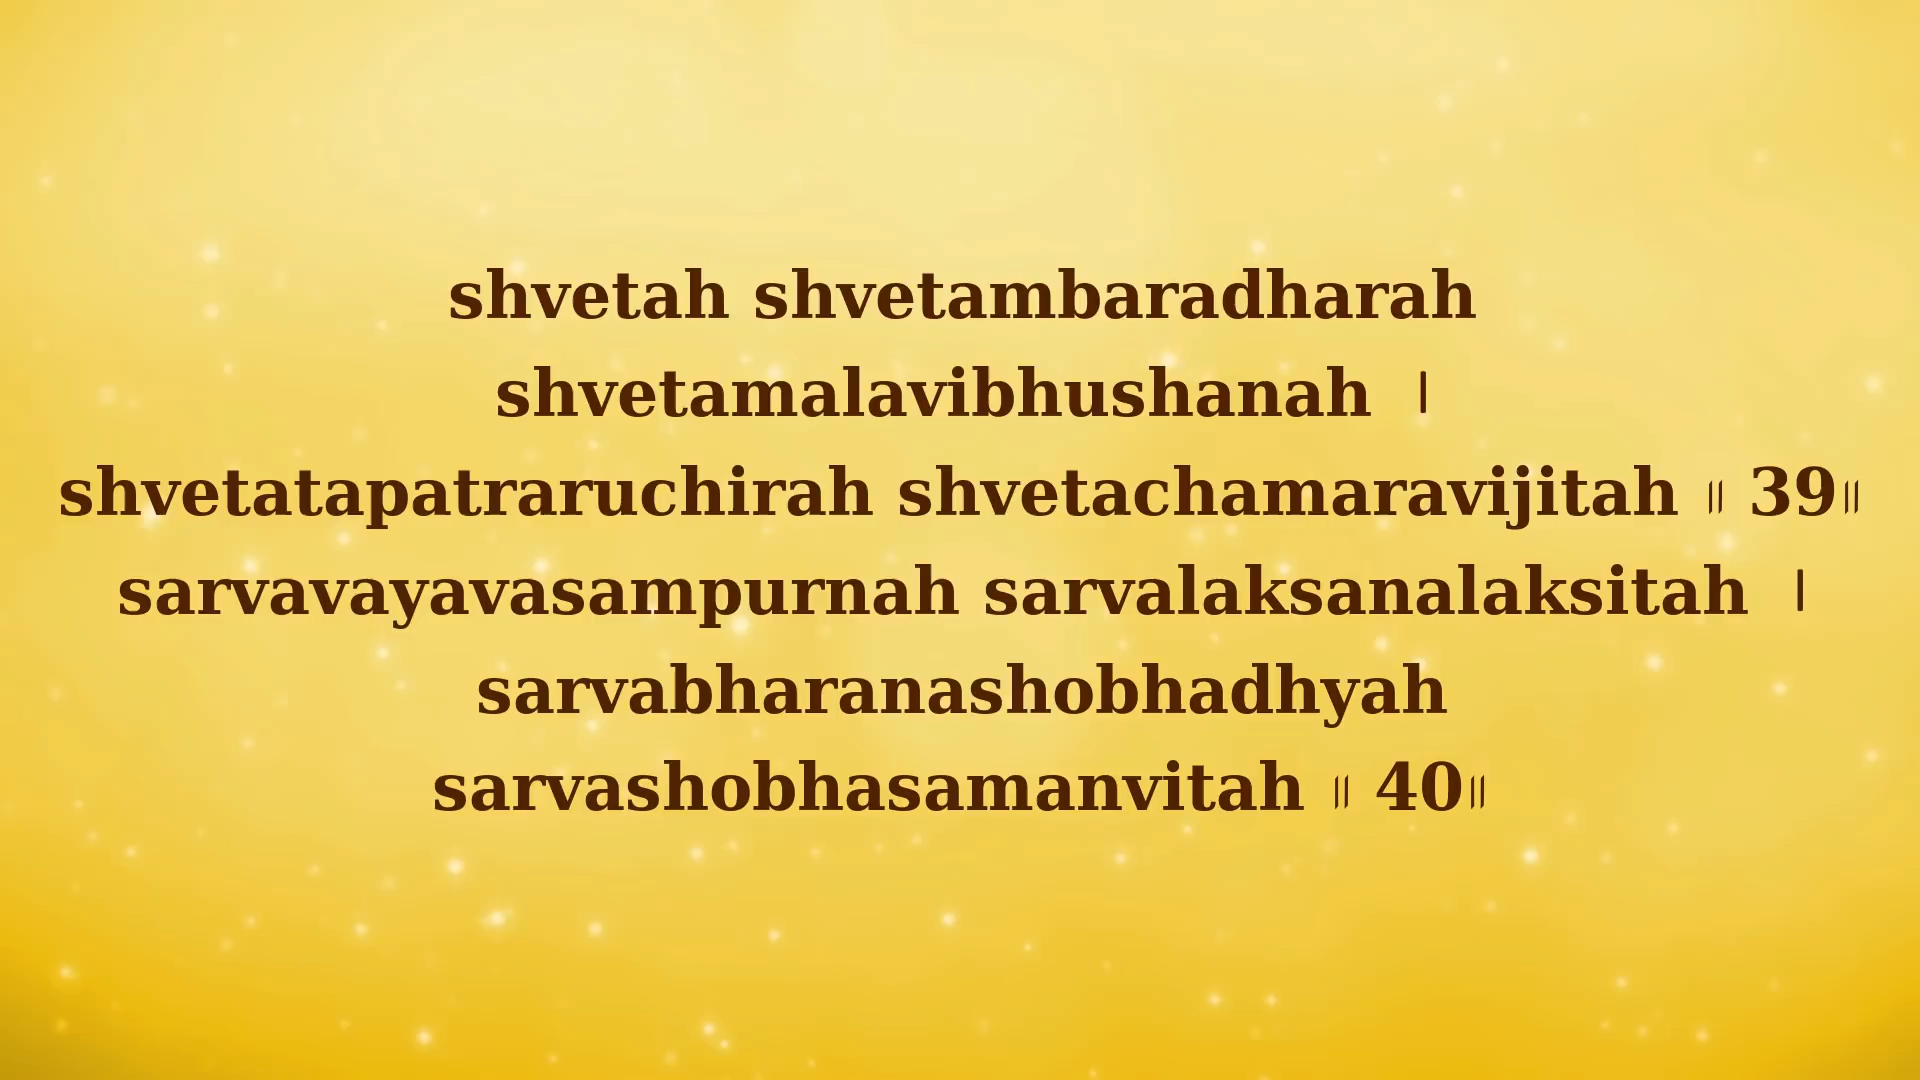 shvetah shvetambaradharah
shvetamalavibhushanah ।
shvetatapatraruchirah shvetachamaravijitah ॥ 39॥
sarvavayavasampurnah sarvalaksanalaksitah ।
sarvabharanashobhadhyah
sarvashobhasamanvitah ॥ 40॥